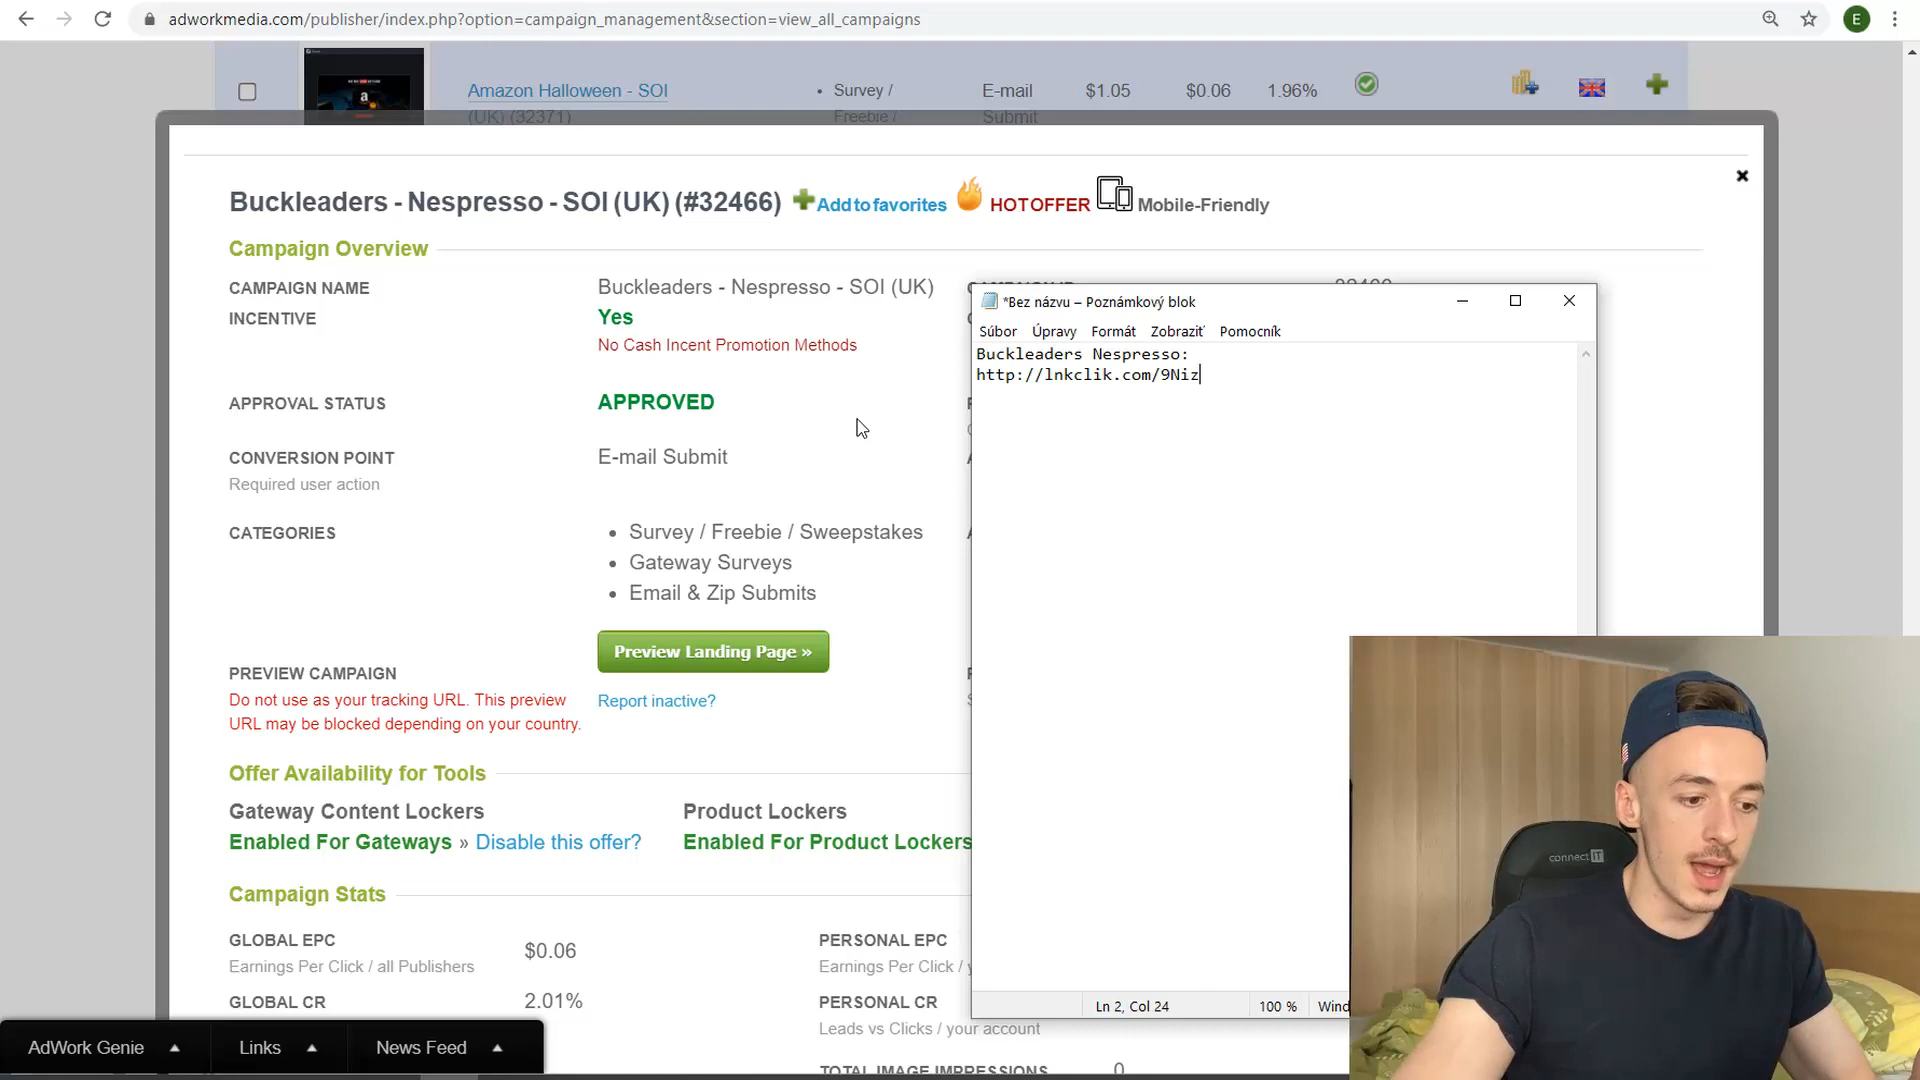 adworkmedia.com/publisher/index.php?option=campaign_management&section=view_all_campaigns
E
Amazon Halloween - SOI
(UK) (32371)
Survey /
Freebie /
E-mail
Submit
$1.05
$0.06
1.96%
Buckleaders - Nespresso - SOI (UK) (#32466)
Add to favorites
HOT OFFER
Mobile-Friendly
Campaign Overview
CAMPAIGN NAME
Buckleaders - Nespresso - SOI (UK)
INCENTIVE
Yes
No Cash Incent Promotion Methods
APPROVAL STATUS
APPROVED
CONVERSION POINT
E-mail Submit
Required user action
CATEGORIES
Survey / Freebie / Sweepstakes
Gateway Surveys
Email & Zip Submits
Preview Landing Page »
PREVIEW CAMPAIGN
Do not use as your tracking URL. This preview
URL may be blocked depending on your country.
Report inactive?
Offer Availability for Tools
Gateway Content Lockers
Enabled For Gateways » Disable this offer?
Product Lockers
Enabled For Product Lockers
Campaign Stats
GLOBAL EPC
$0.06
Earnings Per Click / all Publishers
GLOBAL CR
2.01%
PERSONAL EPC
Earnings Per Click /
PERSONAL CR
Leads vs Clicks / your account
TOTAL IMAGE IMPRESSIONS
0
*Bez názvu – Poznámkový blok
Súbor Úpravy Formát Zobraziť Pomocník
Buckleaders Nespresso:
http://lnkclik.com/9Niz
Ln 2, Col 24
100 %
Wind
AdWork Genie
Links
News Feed
connect IT